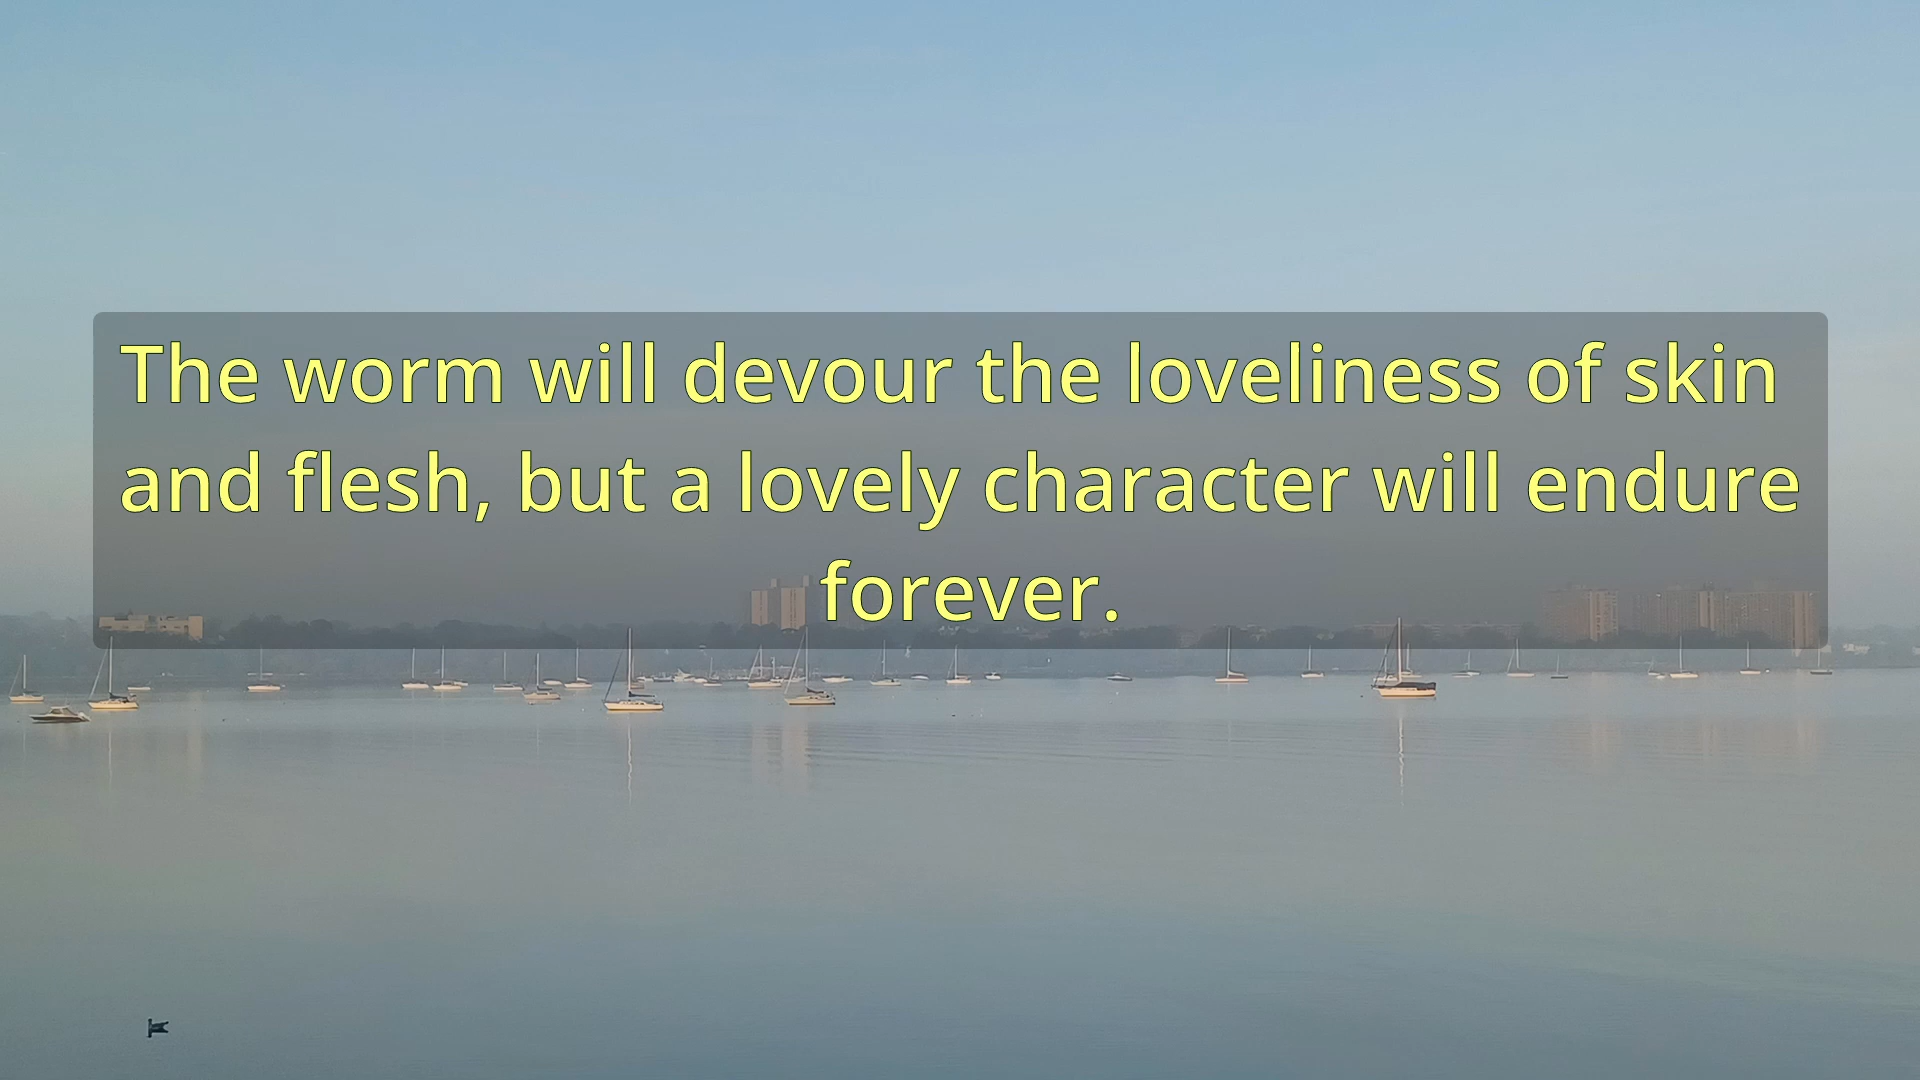 The worm will devour the loveliness of skin
and flesh, but a lovely character will endure
forever.